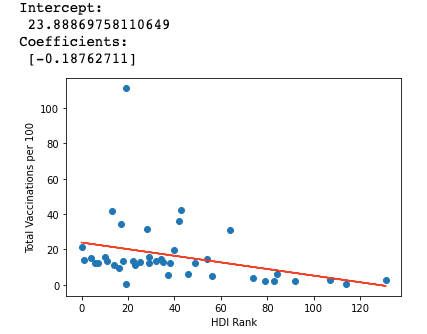 Intercept:
23.88869758110649
Coefficients:
[-0.18762711]
100
80
60
40
20
0
Total Vaccinations per 100
0 20 40 60 80 100 120
HDI Rank